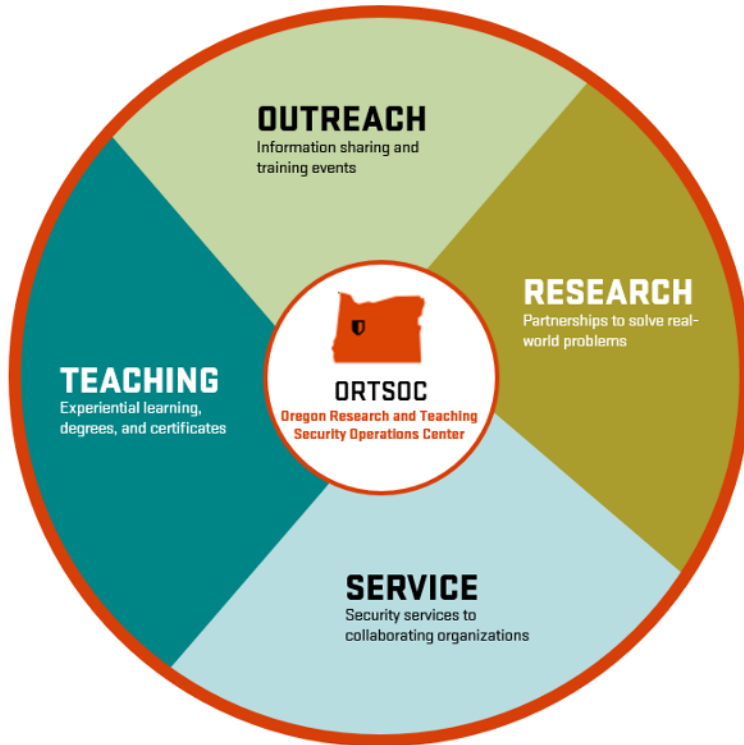 OUTREACH
Information sharing and
training events
RESEARCH
Partnerships to solve real-
world problems
TEACHING
Experiential learning,
degrees, and certificates
ORTSOC
Oregon Research and Teaching
Security Operations Center
SERVICE
Security services to
collaborating organizations